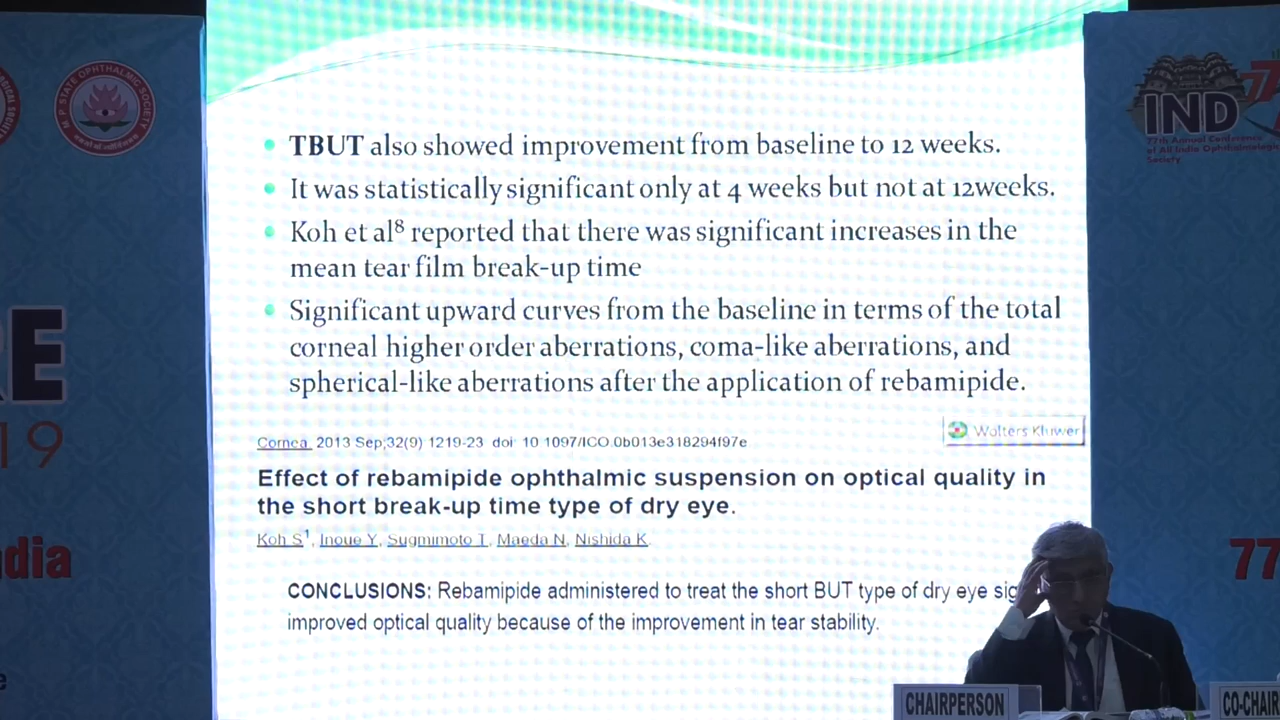 M. P. STATE OPHTHALMIC SOCIETY
IND
77th Annual Conference
of All India Ophthalmological
Society
77
• TBUT also showed improvement from baseline to 12 weeks.
• It was statistically significant only at 4 weeks but not at 12weeks.
• Koh et al⁸ reported that there was significant increases in the
mean tear film break-up time
• Significant upward curves from the baseline in terms of the total
corneal higher order aberrations, coma-like aberrations, and
spherical-like aberrations after the application of rebamipide.
Cornea. 2013 Sep;32(9) 1219-23 doi: 10 1097/ICO.0b013e318294f97e
Wolters Kluwer
Effect of rebamipide ophthalmic suspension on optical quality in
the short break-up time type of dry eye.
Koh S¹, Inoue Y, Sugmimoto T, Maeda N, Nishida K.
CONCLUSIONS: Rebamipide administered to treat the short BUT type of dry eye sig
improved optical quality because of the improvement in tear stability.
RE
19
ndia
e
77
CHAIRPERSON
CO-CHAIR